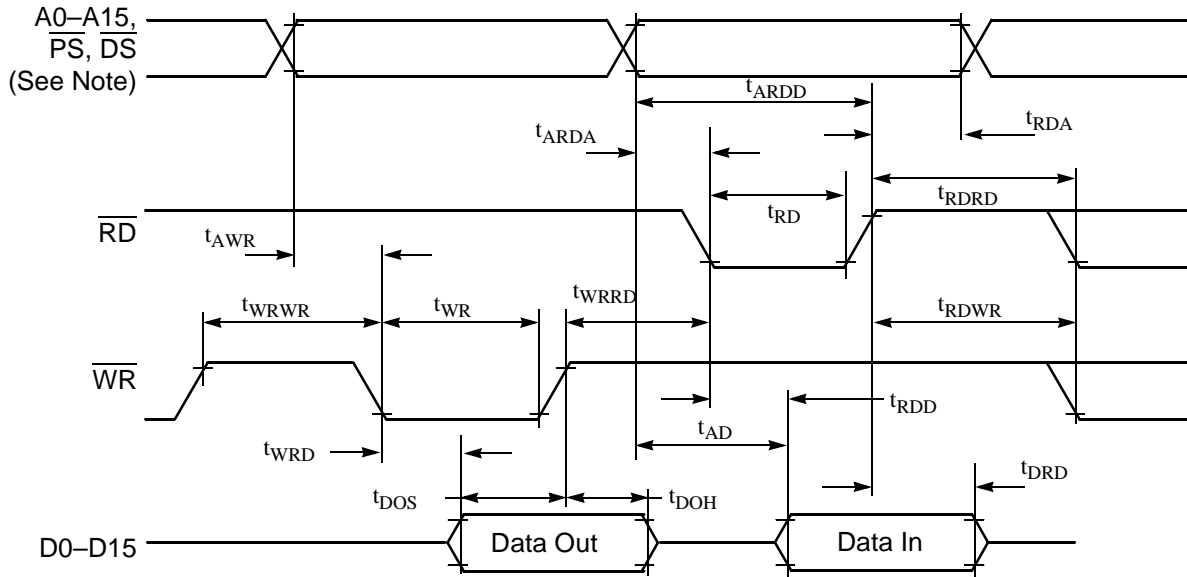 A0–A15,
PS, DS
(See Note)
tARDD
tRDA
tARDA
tRD
tRDRD
RD
tAWR
tWRWR
tWR
tWRRD
tRDWR
WR
tRDD
tAD
tWRD
tDRD
tDOS
tDOH
D0–D15
Data Out
Data In